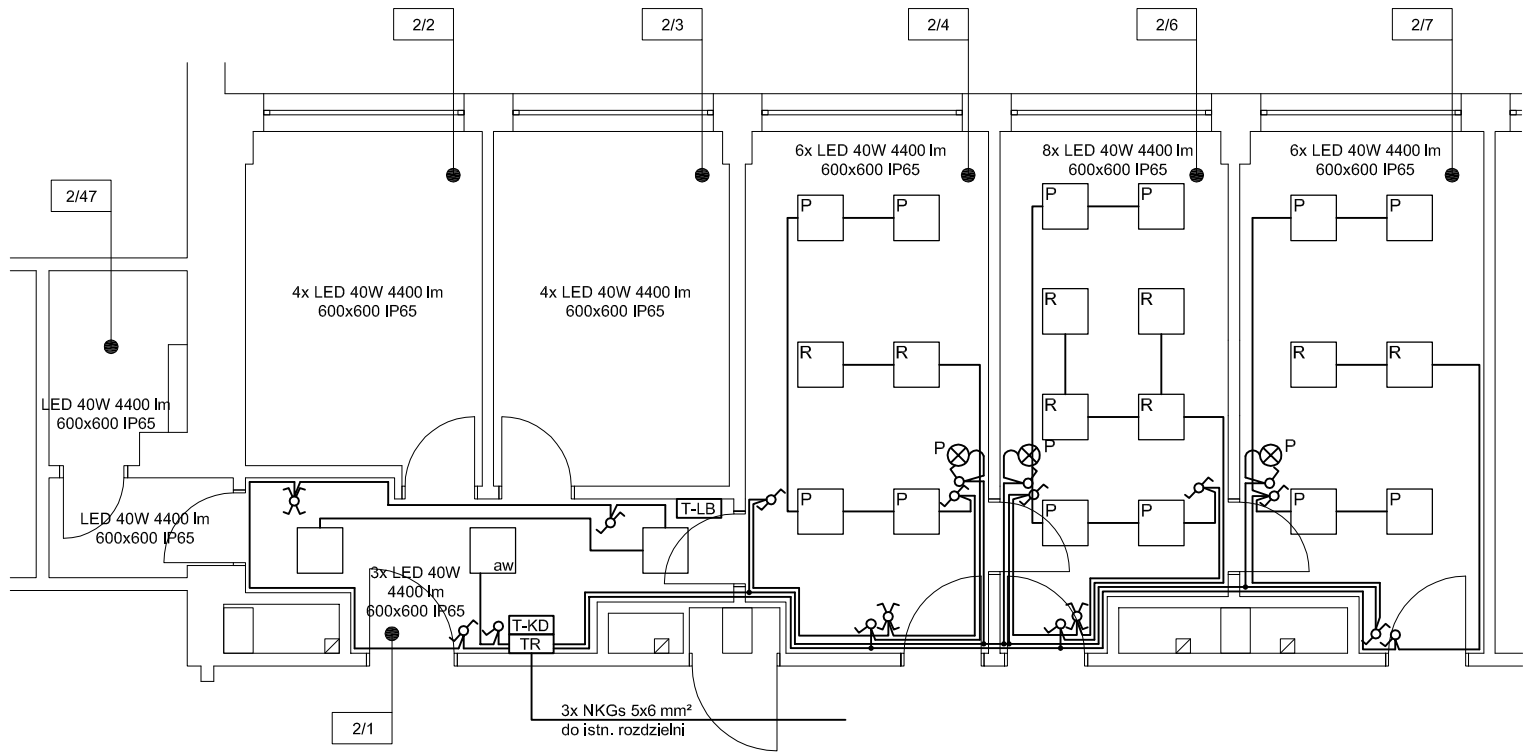 2/2
2/3
2/4
2/6
2/7
6x LED 40W 4400 lm
600x600 IP65
8x LED 40W 4400 lm
600x600 IP65
6x LED 40W 4400 lm
600x600 IP65
2/47
P
P
P
P
P
P
4x LED 40W 4400 lm
600x600 IP65
4x LED 40W 4400 lm
600x600 IP65
R
R
R
R
R
R
LED 40W 4400 lm
600x600 IP65
R
R
P
P
P
P
P
P
P
P
P
T-LB
LED 40W 4400 lm
600x600 IP65
aw
3x LED 40W
4400 lm
600x600 IP65
T-KD
TR
3x NKGs 5x6 mm²
do istn. rozdzielni
2/1